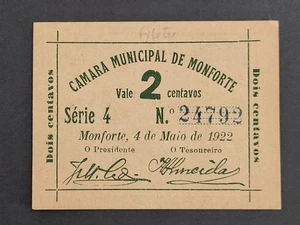 CAMARA MUNICIPAL DE MONFORTE
Vale 2 centavos
Série 4 N.º 24792
Monforte, 4 de Maio de 1922
O Presidente O Tesoureiro
Dois centavos
Dois centavos